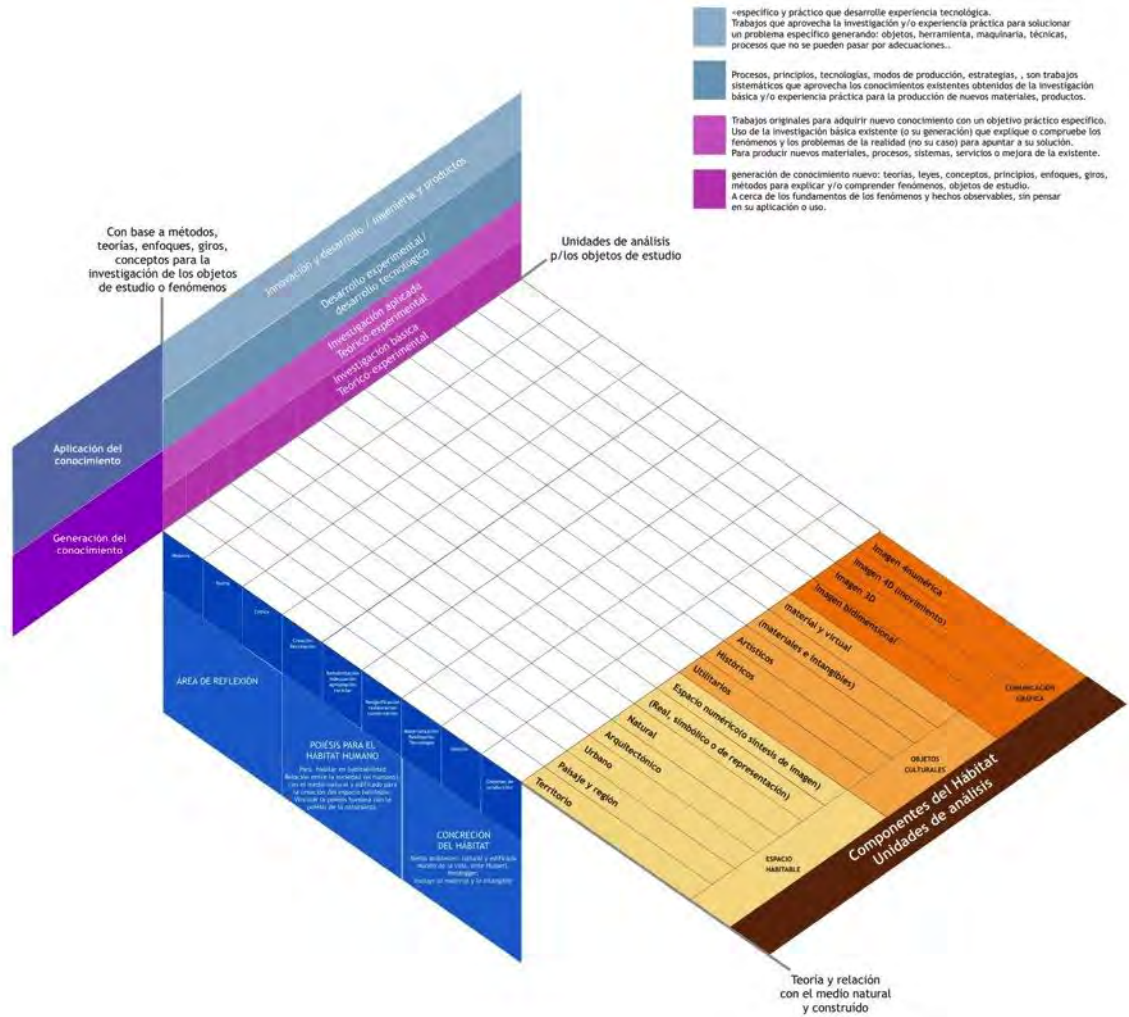 <especifico y práctico que desarrolle experiencia tecnológica.
Trabajos que aprovecha la investigación y/o experiencia práctica para solucionar
un problema específico generando: objetos, herramienta, maquinaria, técnicas,
procesos que no se pueden pasar por adecuaciones..
Procesos, principios, tecnologías, modos de producción, estrategias, , son trabajos
sistemáticos que aprovecha los conocimientos existentes obtenidos de la investigación
básica y/o experiencia práctica para la producción de nuevos materiales, productos.
Trabajos originales para adquirir nuevo conocimiento con un objetivo práctico específico.
Uso de la investigación básica existente (o su generación) que explique o compruebe los
fenómenos y los problemas de la realidad (no su caso) para apuntar a su solución.
Para producir nuevos materiales, procesos, sistemas, servicios o mejora de la existente.
generación de conocimiento nuevo: teorías, leyes, conceptos, principios, enfoques, giros,
métodos para explicar y/o comprender fenómenos, objetos de estudio.
A cerca de los fundamentos de los fenómenos y hechos observables, sin pensar
en su aplicación o uso.
Con base a métodos,
teorías, enfoques, giros,
conceptos para la
investigación de los objetos
de estudio o fenómenos
Unidades de análisis
p/los objetos de estudio
Innovación y desarrollo / Ingeniería y productos
Desarrollo experimental/
desarrollo tecnológico
Investigación aplicada
Teórico-experimental
Investigación básica
Teórico-experimental
Aplicación del
conocimiento
Generación del
conocimiento
Historia
Teoría
Crítica
ÁREA DE REFLEXIÓN
POIÉSIS PARA EL
HÁBITAT HUMANO
CONCRECIÓN
DEL HÁBITAT
Imagen 4numérica
Imagen 4D (movimiento)
Imagen 3D
Imagen bidimensional
material y virtual
(materiales e intangibles)
Artísticos
Históricos
Utilitarios
Espacio numérico(o síntesis de imagen)
(Real, simbólico o de representación)
Natural
Arquitectónico
Urbano
Paisaje y región
Territorio
COMUNICACIÓN
GRÁFICA
OBJETOS
CULTURALES
ESPACIO
HABITABLE
Componentes del Hábitat
Unidades de análisis
Teoría y relación
con el medio natural
y construído